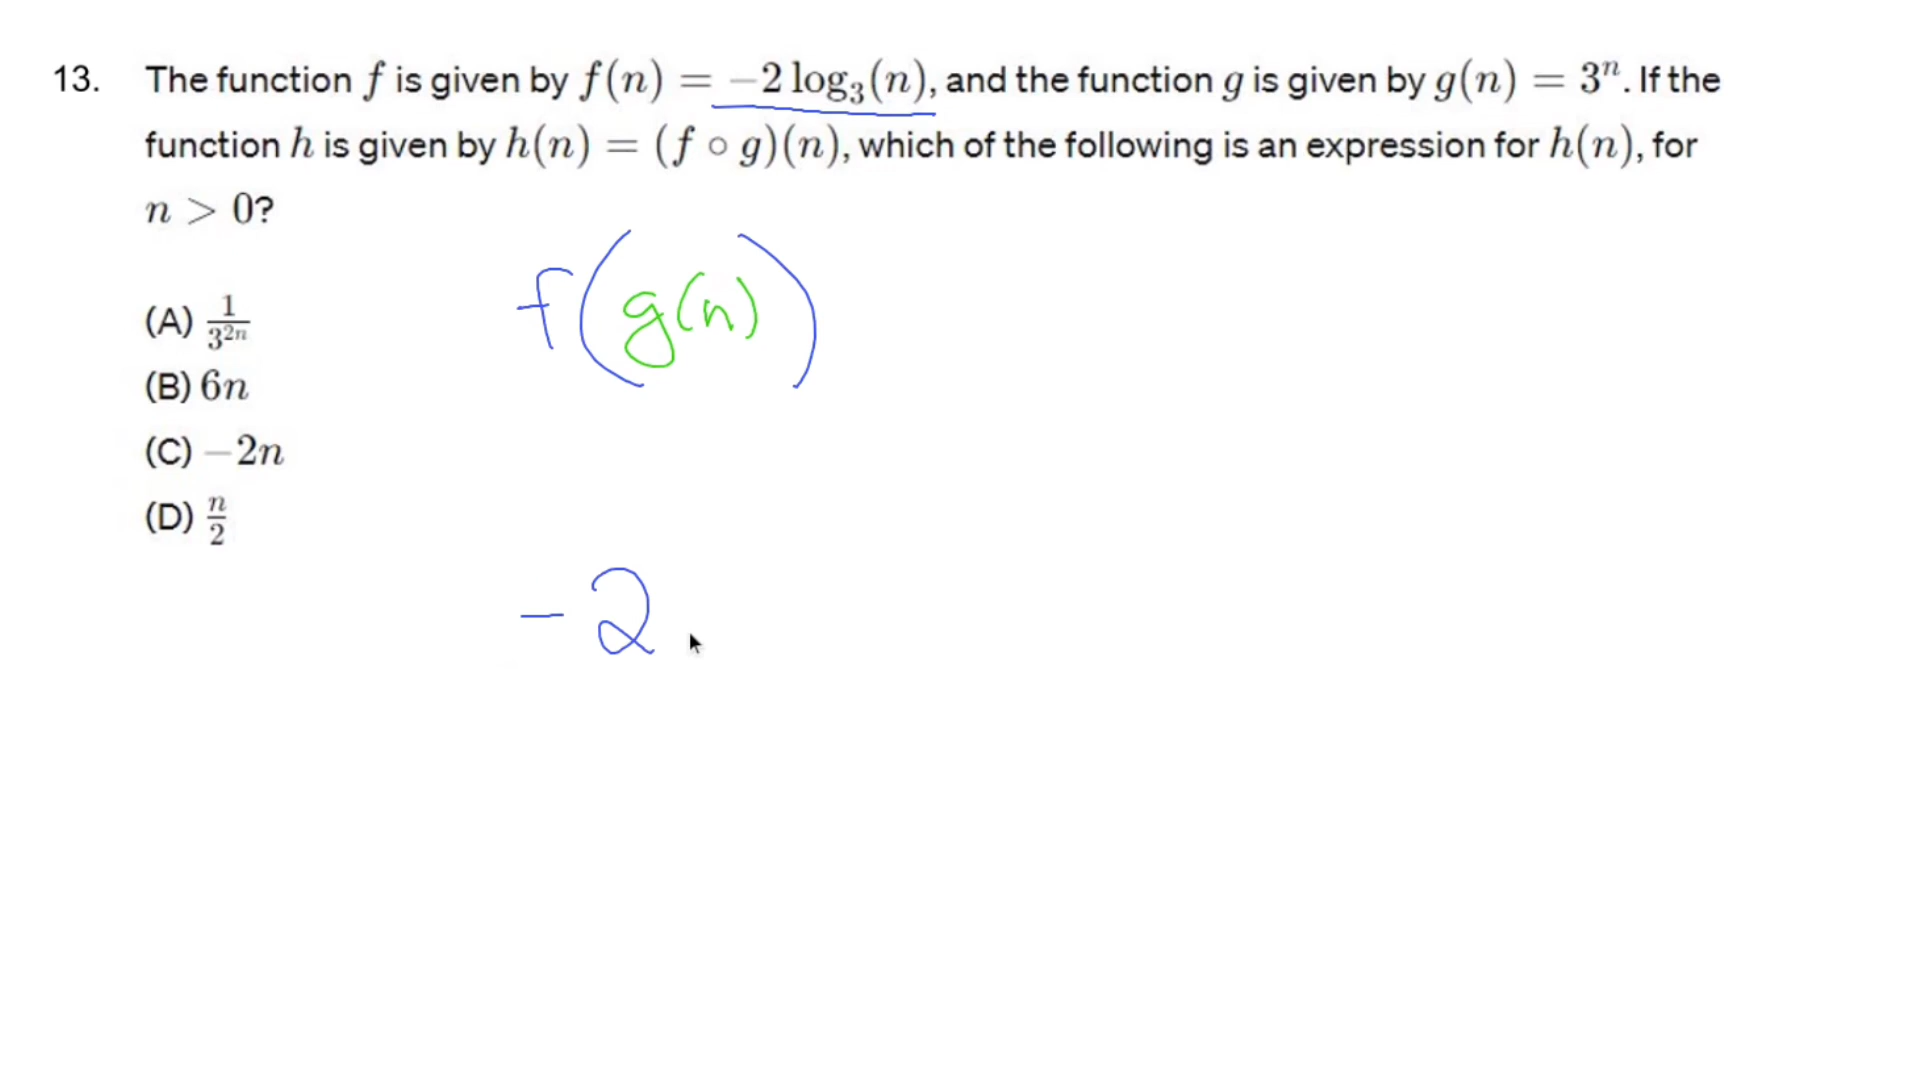 13. The function f is given by f(n) = −2 log₃(n), and the function g is given by g(n) = 3ⁿ. If the
function h is given by h(n) = (f ∘ g)(n), which of the following is an expression for h(n), for
n > 0?
f(g(n))
(A) 1/3²ⁿ
(B) 6n
(C) −2n
(D) n/2
−2